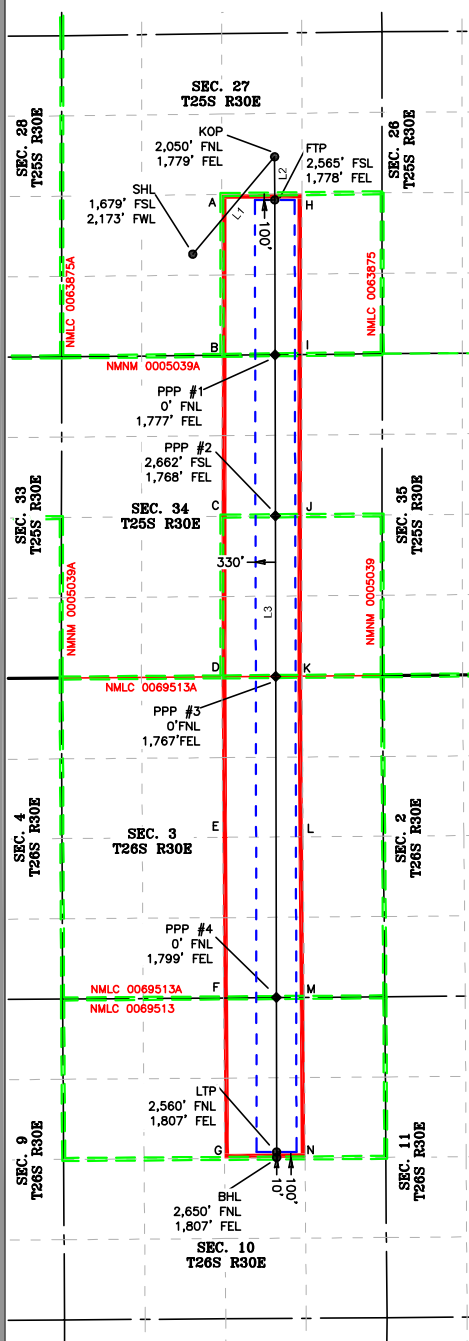 SEC. 27
T25S R30E
SEC. 28
T25S R30E
SEC. 26
T25S R30E
KOP
2,050' FNL
1,779' FEL
FTP
2,565' FSL
1,778' FEL
SHL
1,679' FSL
2,173' FWL
L2
L1
A
H
100'
NMLC 0063875A
NMLC 0063875
B
I
NMNM 0005039A
PPP #1
0' FNL
1,777' FEL
PPP #2
2,662' FSL
1,768' FEL
SEC. 33
T25S R30E
SEC. 34
T25S R30E
C
J
SEC. 35
T25S R30E
330'
L3
NMNM 0005039A
NMNM 0005039
D
K
NMLC 0069513A
PPP #3
0'FNL
1,767'FEL
SEC. 4
T26S R30E
SEC. 3
T26S R30E
E
L
SEC. 2
T26S R30E
PPP #4
0' FNL
1,799' FEL
NMLC 0069513A
F
M
NMLC 0069513
LTP
2,560' FNL
1,807' FEL
SEC. 9
T26S R30E
G
N
SEC. 11
T26S R30E
10'
100'
BHL
2,650' FNL
1,807' FEL
SEC. 10
T26S R30E